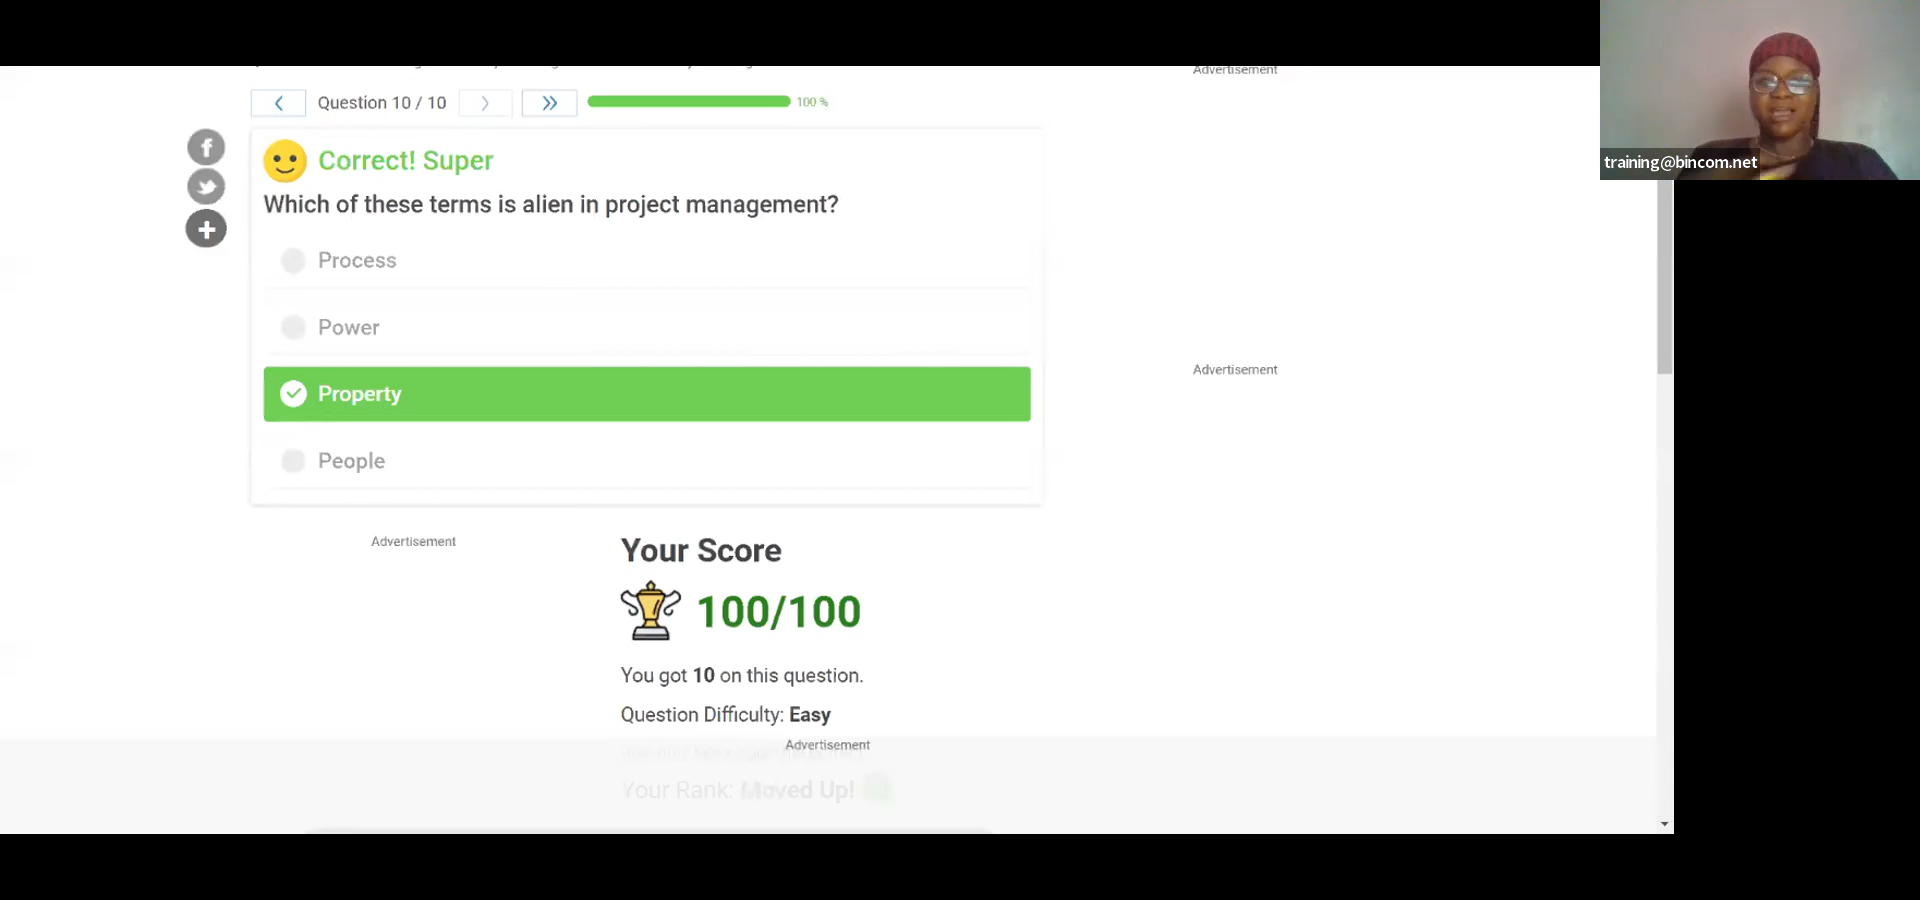 Advertisement
Question 10 / 10
100 %
Correct! Super
Which of these terms is alien in project management?
Process
Power
Property
People
Advertisement
Advertisement
Your Score
100/100
You got 10 on this question.
Question Difficulty: Easy
Advertisement
Your Rank: Moved Up!
training@bincom.net